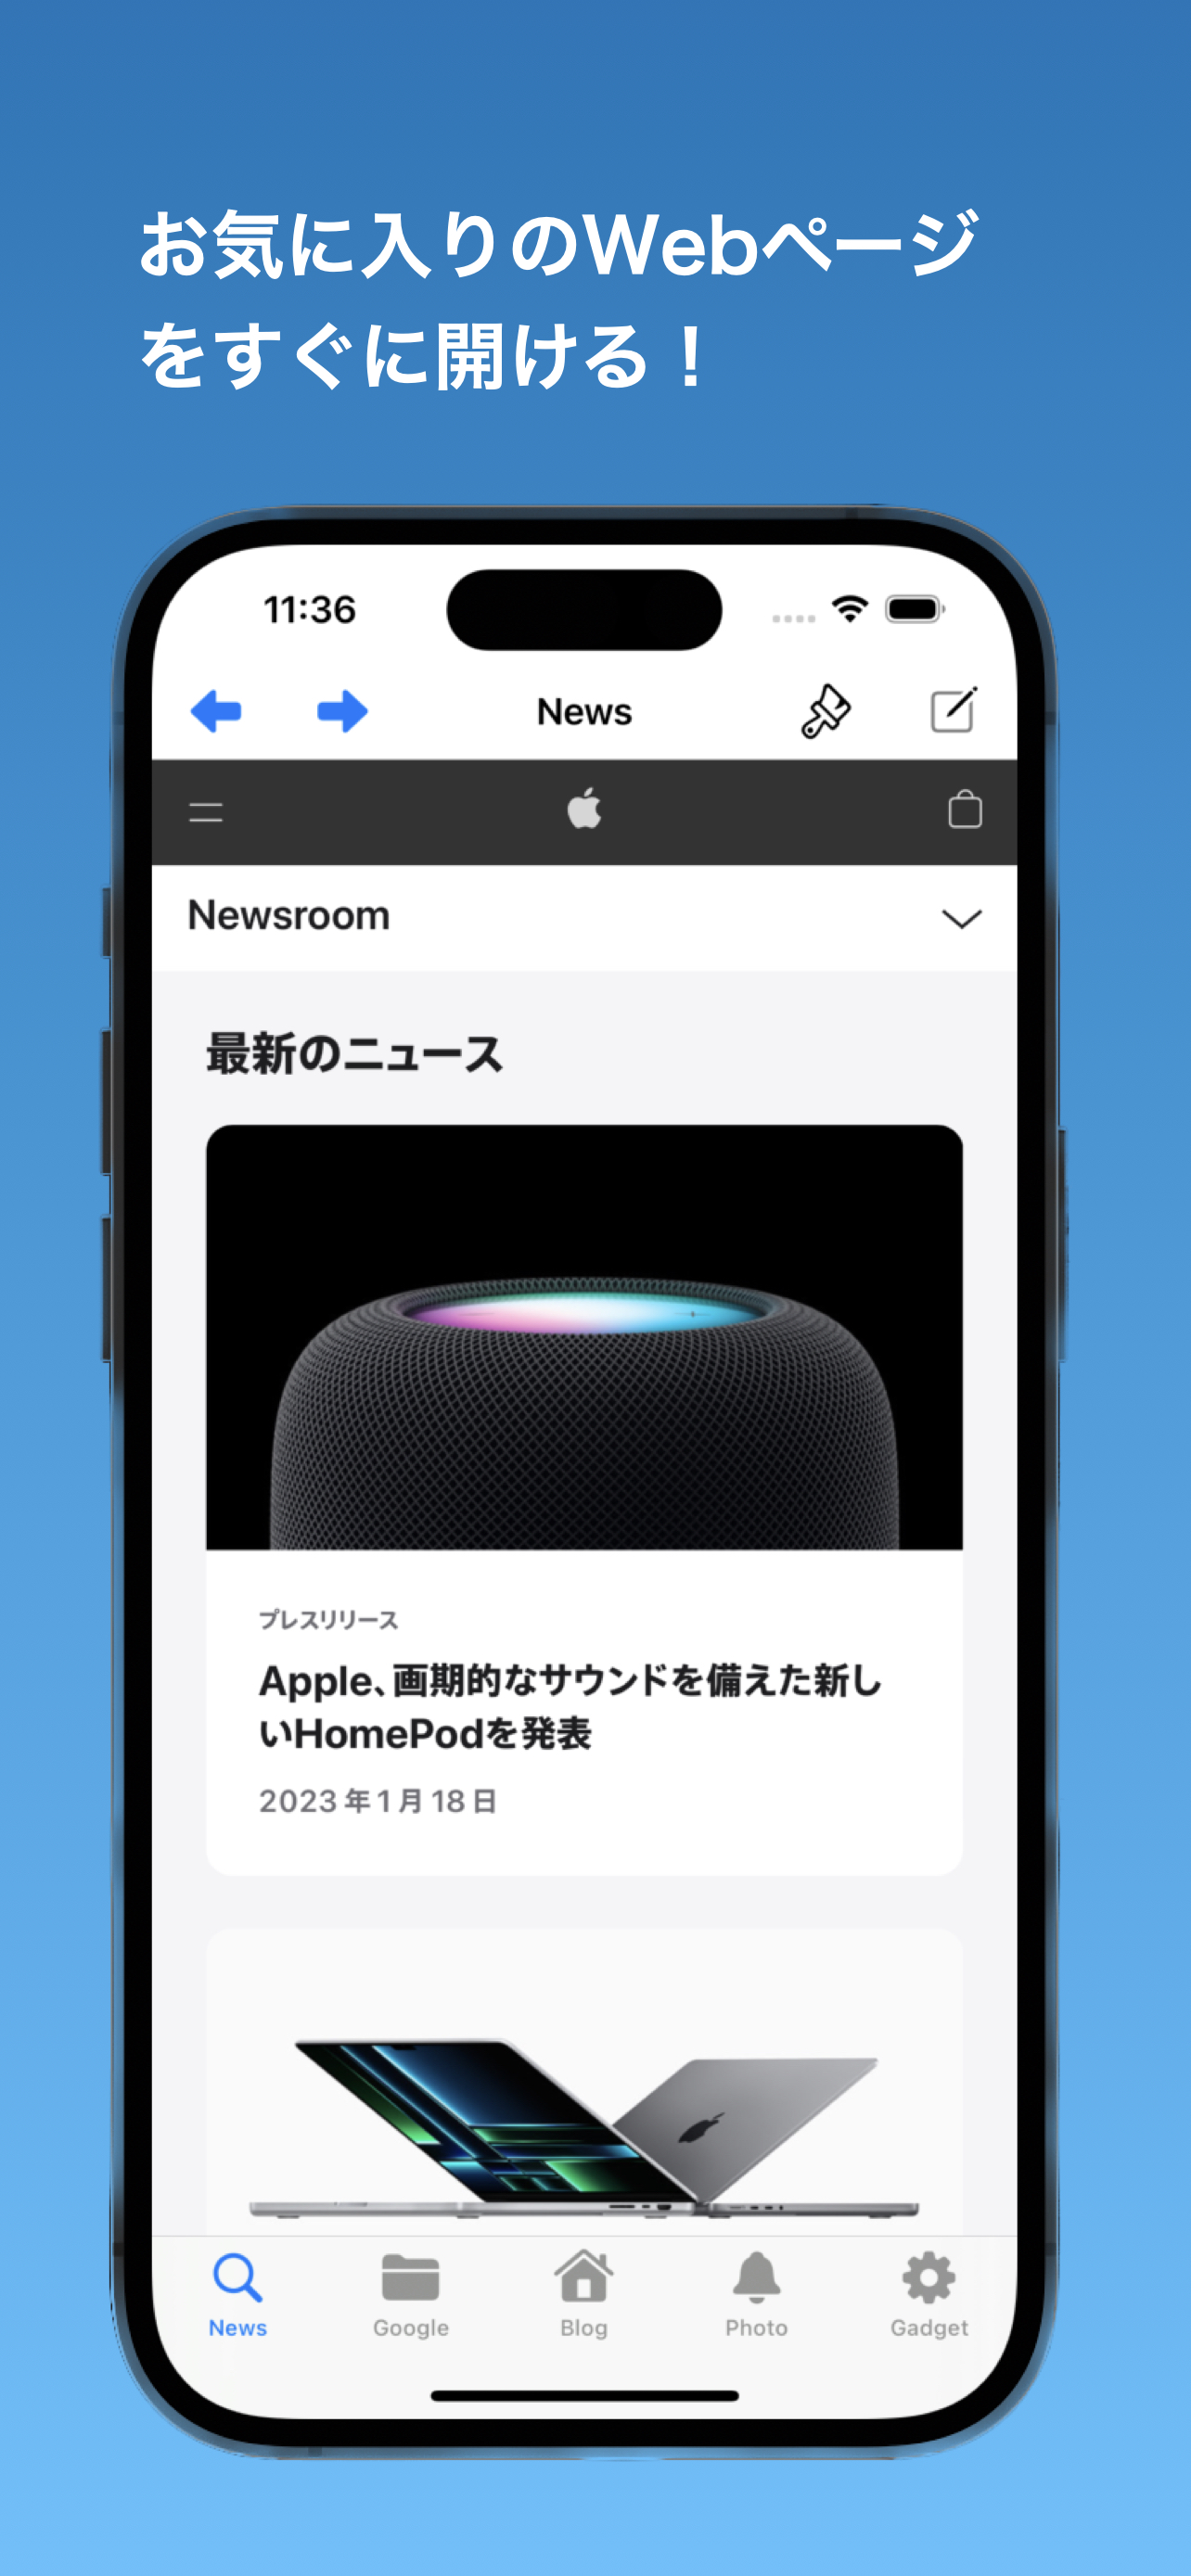 お気に入りのWebページ
をすぐに開ける！
11:36
News
Newsroom
最新のニュース
プレスリリース
Apple、画期的なサウンドを備えた新し
いHomePodを発表
2023 年 1 月 18 日
News
Google
Blog
Photo
Gadget